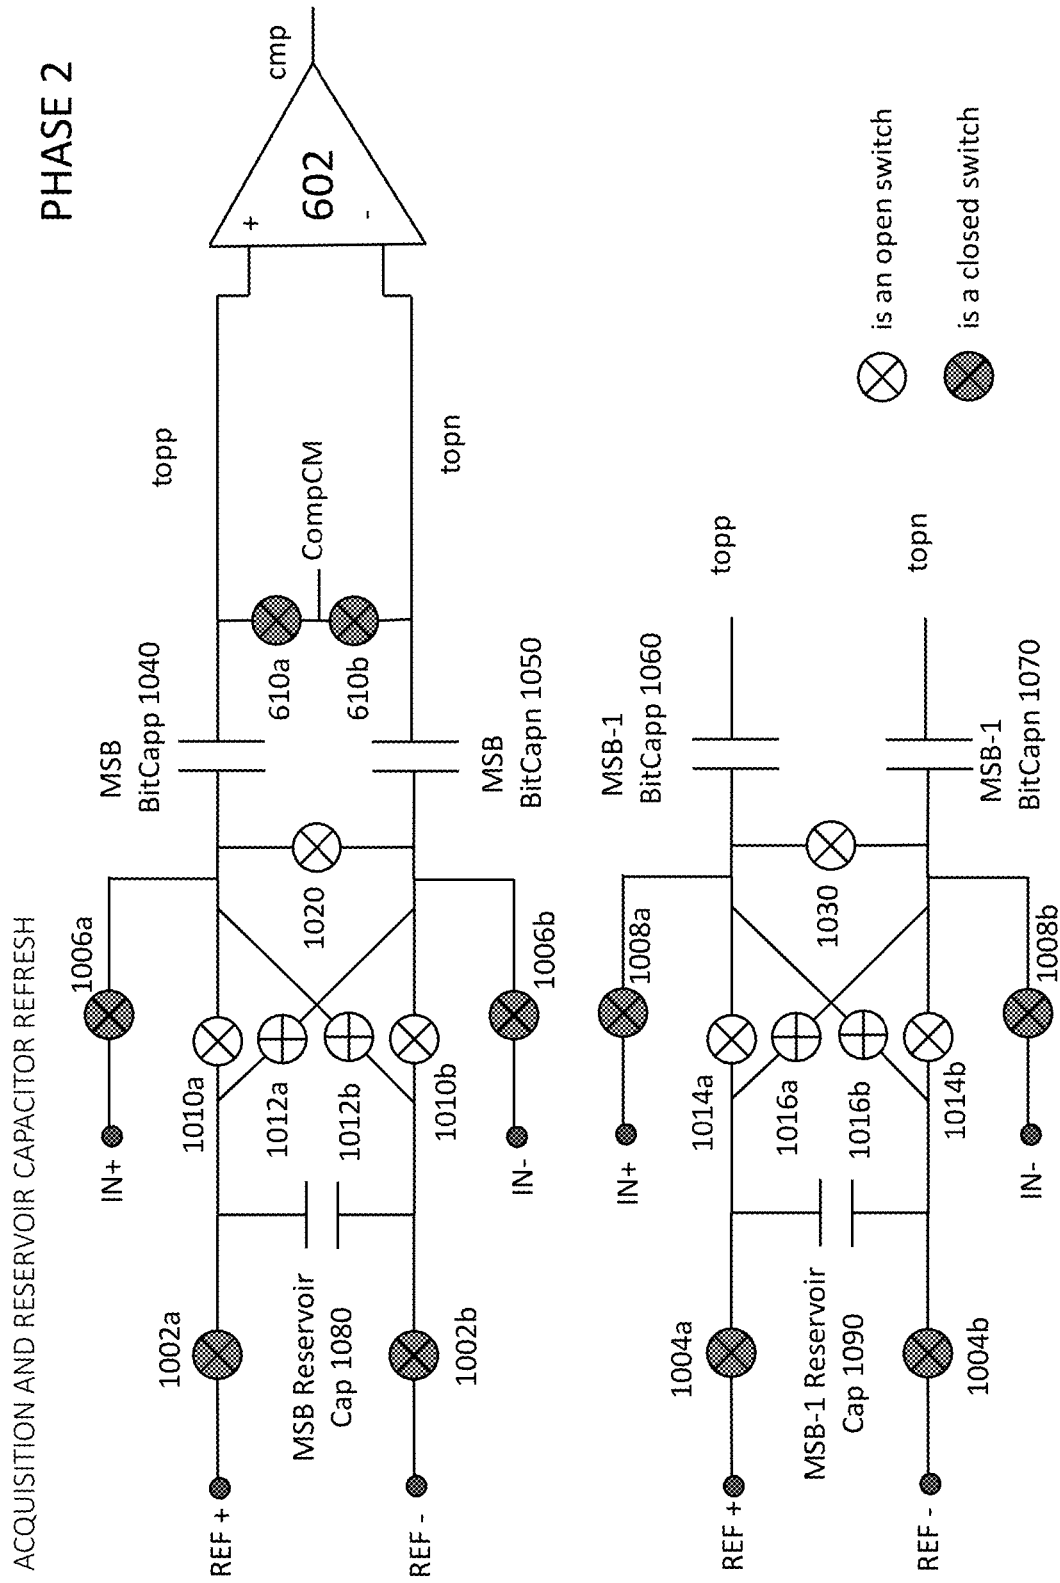 ACQUISITION AND RESERVOIR CAPACITOR REFRESH
PHASE 2
REF +
1002a
MSB Reservoir
Cap 1080
1002b
REF -
IN+
1006a
1010a
1012a
1012b
1010b
IN-
1006b
1020
MSB
BitCapp 1040
MSB
BitCapn 1050
610a
610b
CompCM
topp
topn
+
602
-
cmp
REF +
1004a
MSB-1 Reservoir
Cap 1090
1004b
REF -
IN+
1008a
1014a
1016a
1016b
1014b
IN-
1008b
1030
MSB-1
BitCapp 1060
MSB-1
BitCapn 1070
topp
topn
is an open switch
is a closed switch